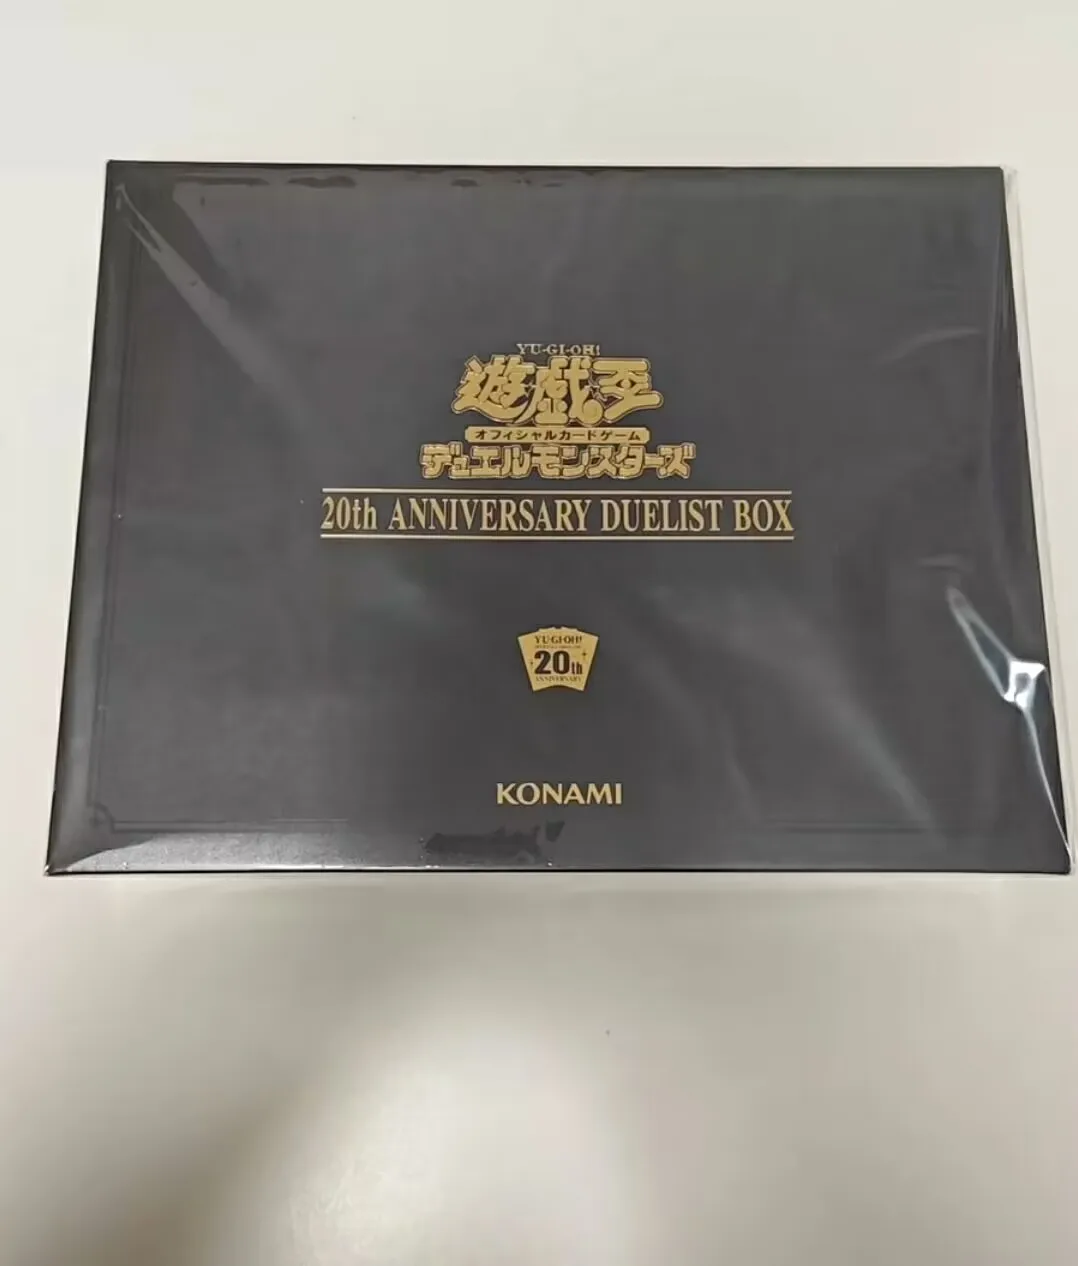 YU-GI-OH!
遊戯王
オフィシャルカードゲーム
デュエルモンスターズ
20th ANNIVERSARY DUELIST BOX
YU-GI-OH!
20th
ANNIVERSARY
KONAMI